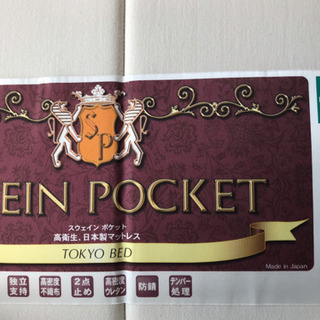 SP
EIN POCKET
スウェイン ポケット
高衛生、日本製マットレス
TOKYO BED
Made in Japan
独立支持 高密度不織布 2点止め 高密度ウレタン 防錆 テンパー処理